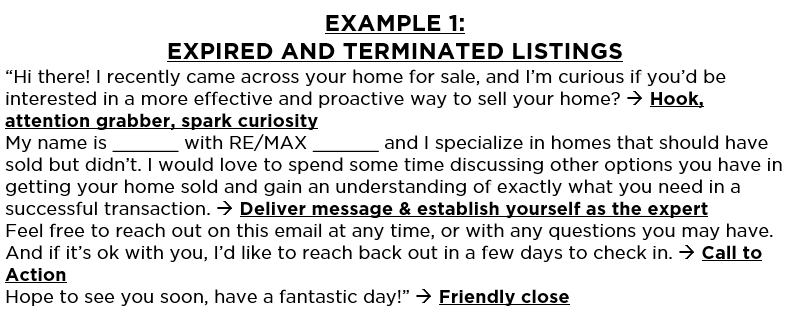 EXAMPLE 1:
EXPIRED AND TERMINATED LISTINGS
“Hi there! I recently came across your home for sale, and I’m curious if you’d be
interested in a more effective and proactive way to sell your home? → Hook,
attention grabber, spark curiosity
My name is ______ with RE/MAX ______ and I specialize in homes that should have
sold but didn’t. I would love to spend some time discussing other options you have in
getting your home sold and gain an understanding of exactly what you need in a
successful transaction. → Deliver message & establish yourself as the expert
Feel free to reach out on this email at any time, or with any questions you may have.
And if it’s ok with you, I’d like to reach back out in a few days to check in. → Call to
Action
Hope to see you soon, have a fantastic day!” → Friendly close